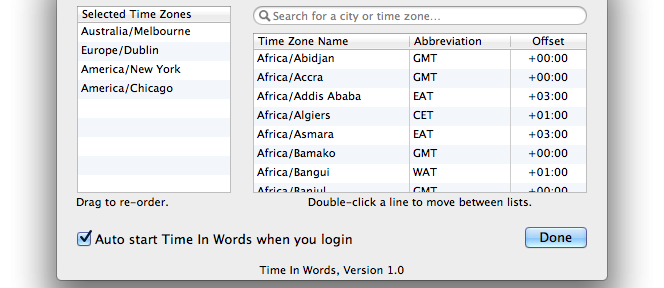 Selected Time Zones
Australia/Melbourne
Europe/Dublin
America/New York
America/Chicago
Drag to re-order.
Search for a city or time zone...
Time Zone Name Abbreviation Offset
Africa/Abidjan GMT +00:00
Africa/Accra GMT +00:00
Africa/Addis Ababa EAT +03:00
Africa/Algiers CET +01:00
Africa/Asmara EAT +03:00
Africa/Bamako GMT +00:00
Africa/Bangui WAT +01:00
Africa/Banjul GMT +00:00
Double-click a line to move between lists.
Auto start Time In Words when you login
Done
Time In Words, Version 1.0